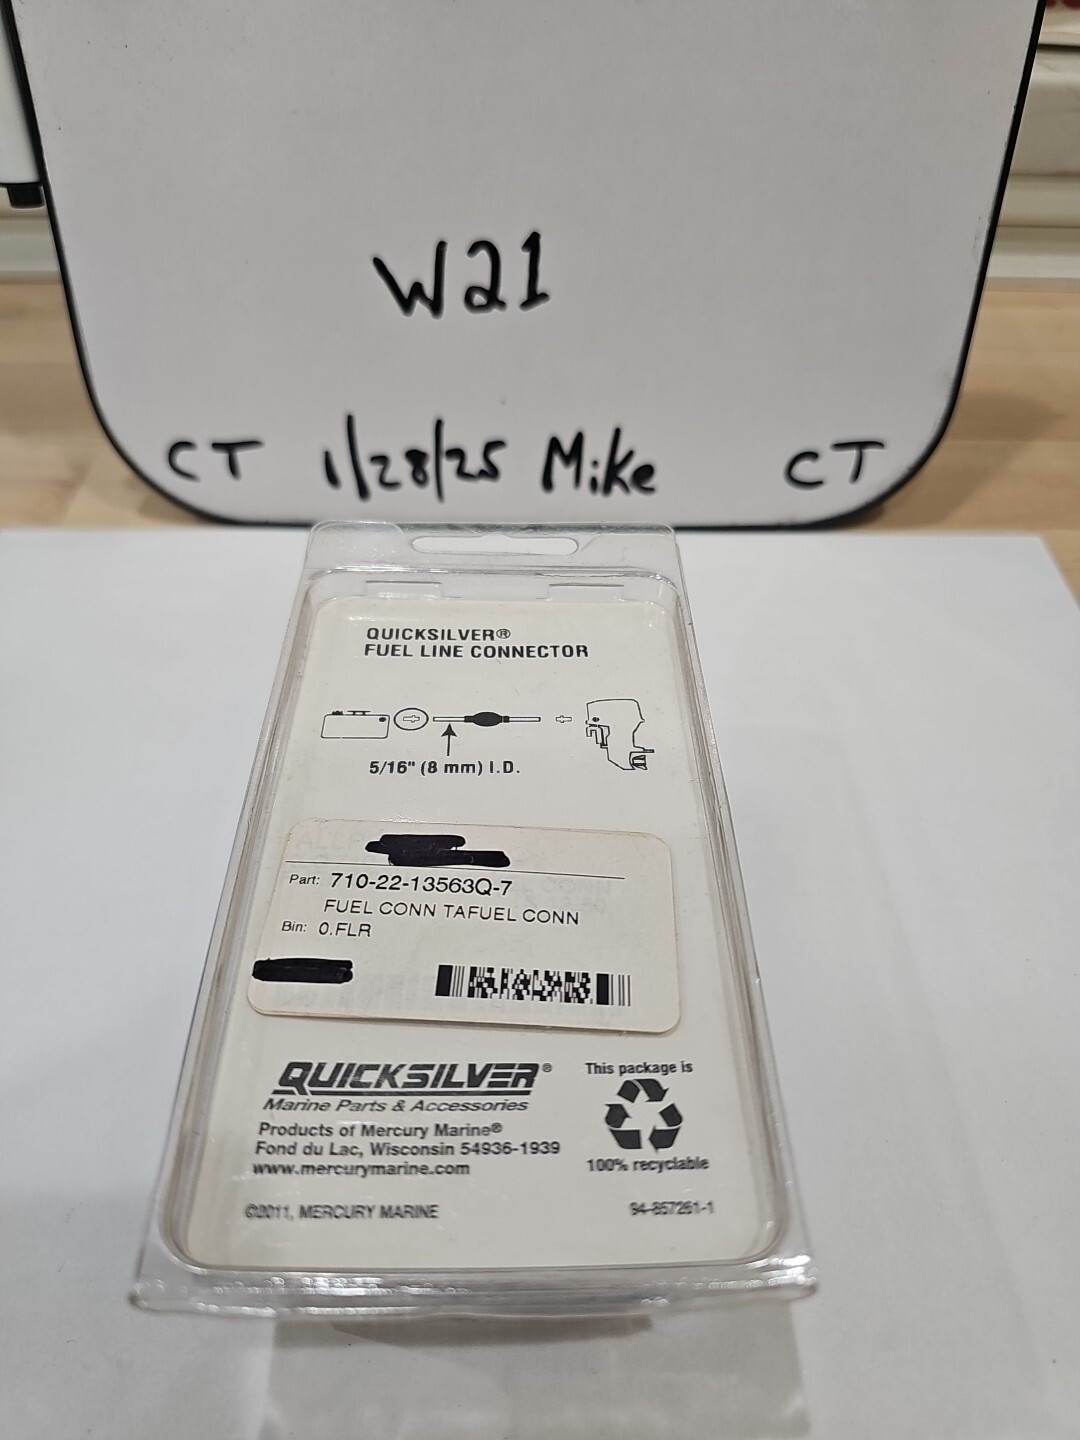 W21
CT 1/28/25 Mike CT
QUICKSILVER®
FUEL LINE CONNECTOR
5/16" (8 mm) I.D.
Part: 710-22-13563Q-7
FUEL CONN TAFUEL CONN
Bin: 0.FLR
QUICKSILVER®
Marine Parts & Accessories
Products of Mercury Marine®
Fond du Lac, Wisconsin 54936-1939
www.mercurymarine.com
©2011, MERCURY MARINE
This package is
100% recyclable
94-857261-1